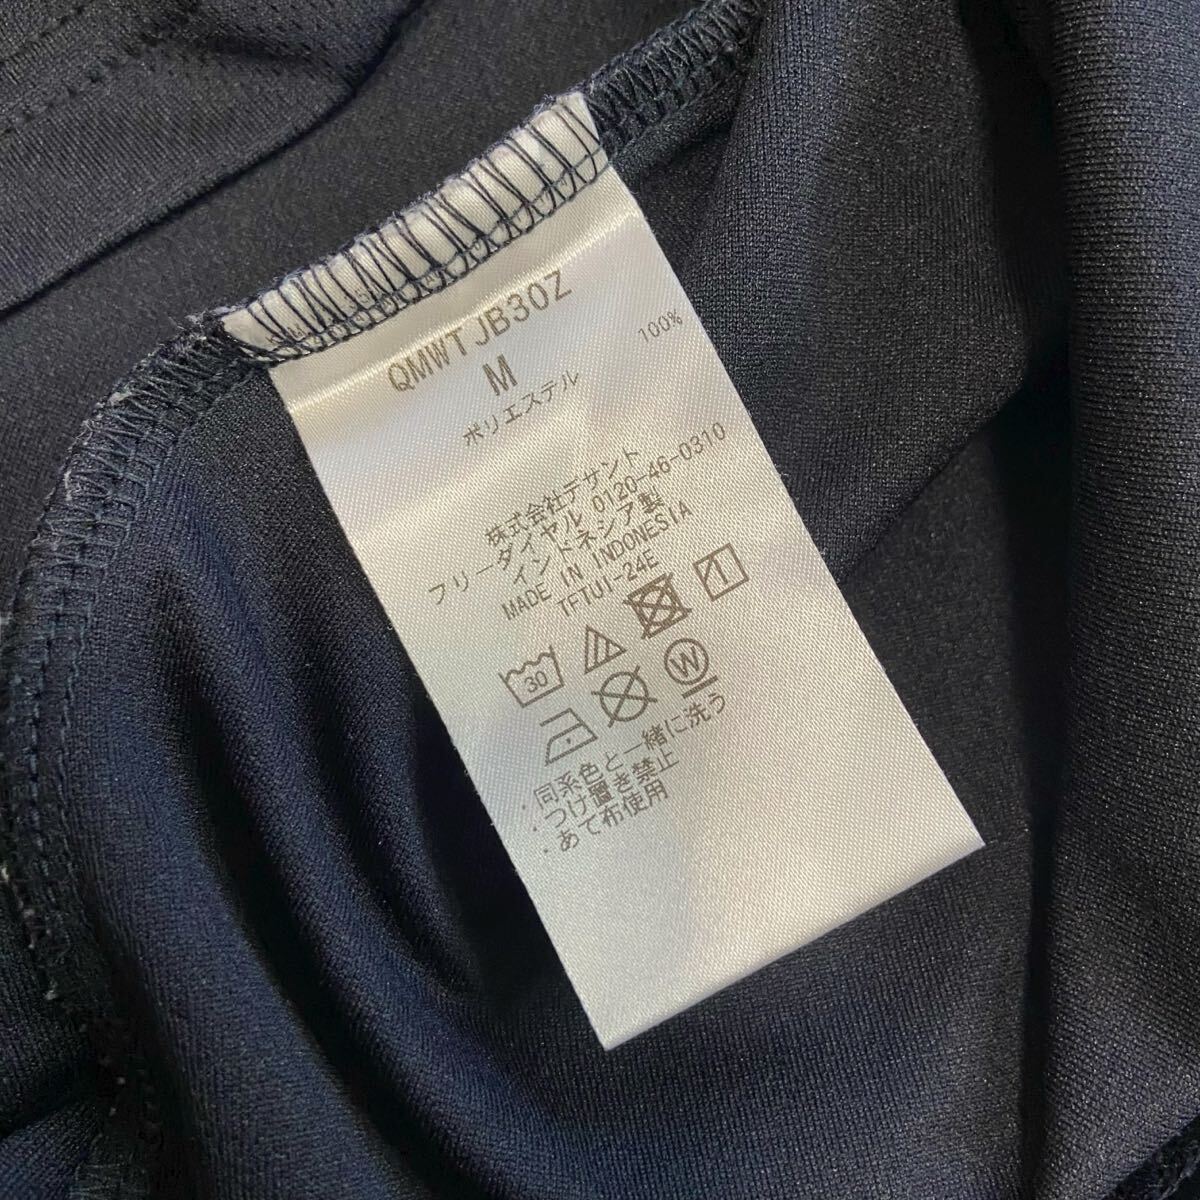 QMWTJB30Z
M
ポリエステル 100%
株式会社デサント
フリーダイヤル 0120-46-0310
インドネシア製
MADE IN INDONESIA
TFTUI-24E
30
W
・同系色と一緒に洗う
・つけ置き禁止
・あて布使用